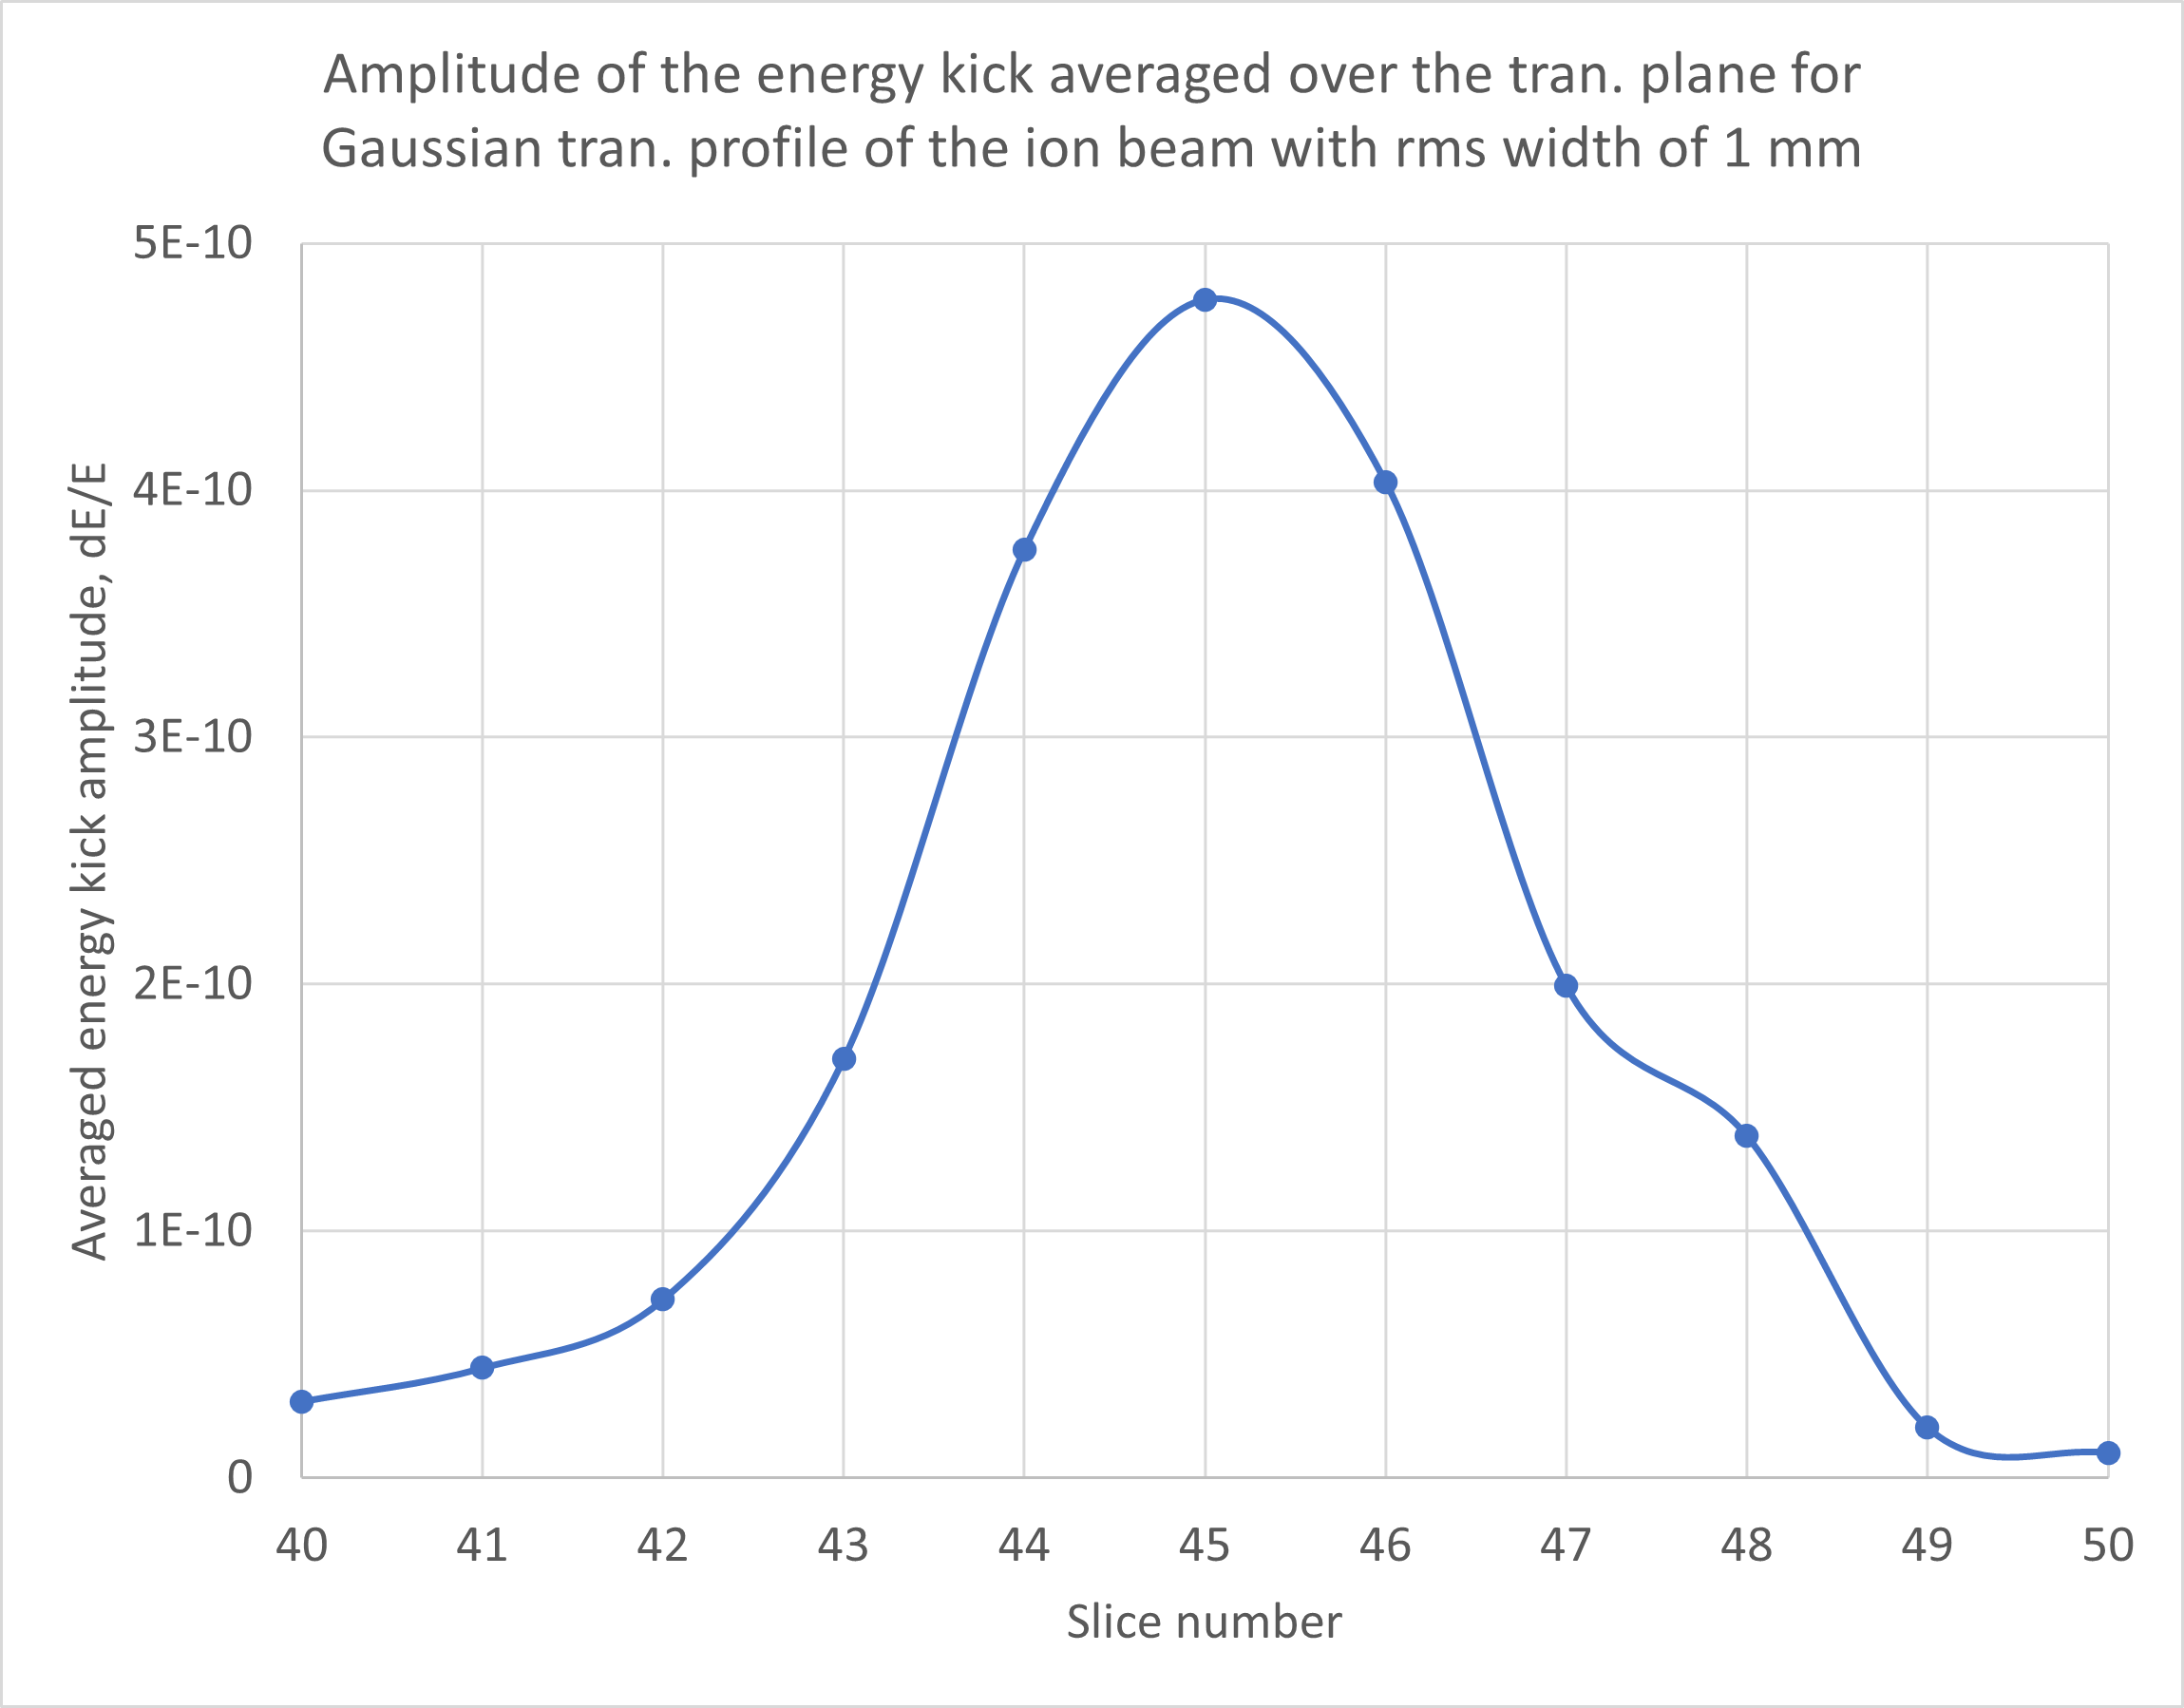 Amplitude of the energy kick averaged over the tran. plane for
Gaussian tran. profile of the ion beam with rms width of 1 mm
Averaged energy kick amplitude, dE/E
5E-10
4E-10
3E-10
2E-10
1E-10
0
40 41 42 43 44 45 46 47 48 49 50
Slice number